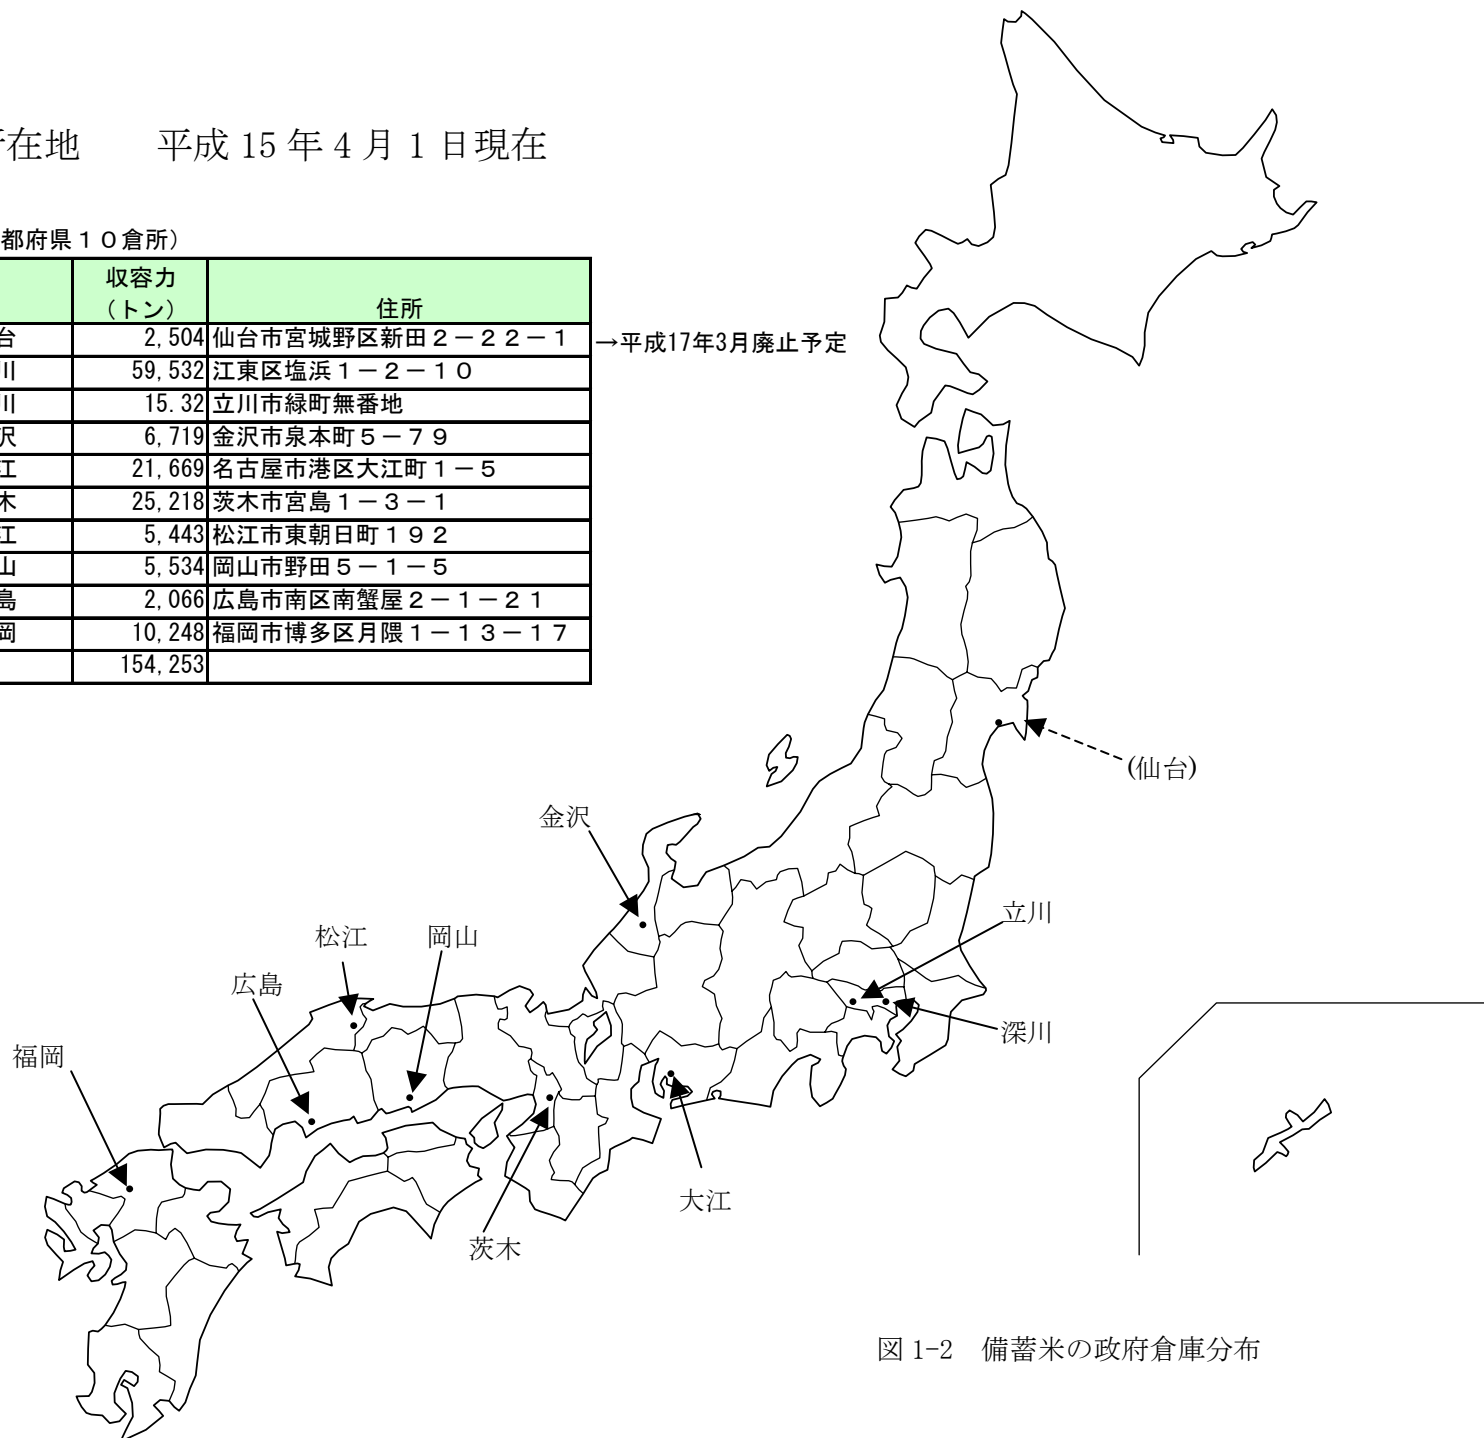 所在地　　平成 15 年 4 月 1 日現在
都府県１０倉所）
収容力
（トン）　住所
台　2,504　仙台市宮城野区新田２－２２－１　→平成17年3月廃止予定
川　59,532　江東区塩浜１－２－１０
川　15.32　立川市緑町無番地
沢　6,719　金沢市泉本町５－７９
江　21,669　名古屋市港区大江町１－５
木　25,218　茨木市宮島１－３－１
江　5,443　松江市東朝日町１９２
山　5,534　岡山市野田５－１－５
島　2,066　広島市南区南蟹屋２－１－２１
岡　10,248　福岡市博多区月隈１－１３－１７
154,253
(仙台)
金沢
立川
松江
岡山
広島
深川
福岡
大江
茨木
図 1-2　備蓄米の政府倉庫分布